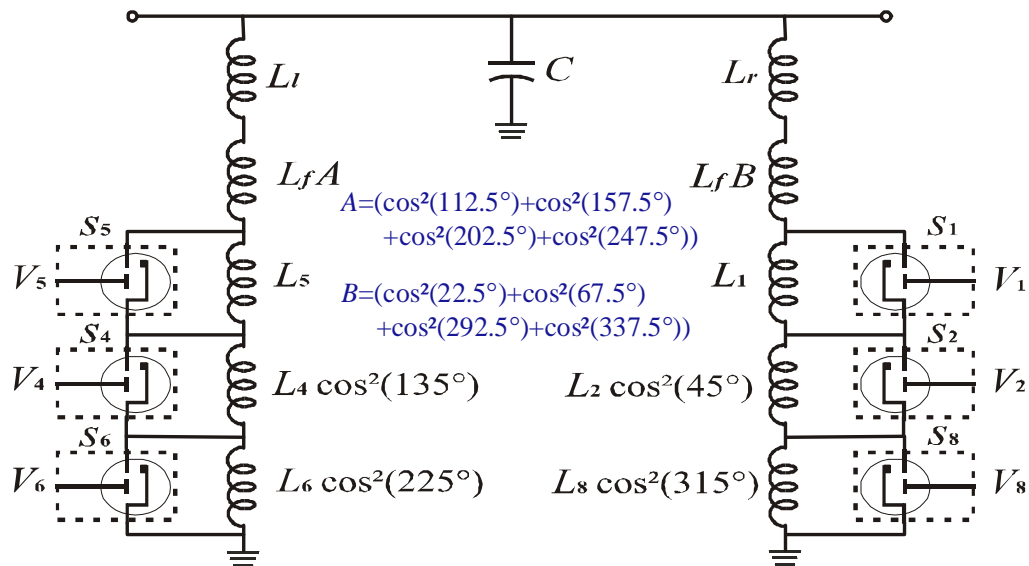 Lₗ
C
Lᵣ
L_fA
L_fB
A=(cos²(112.5°)+cos²(157.5°)
+cos²(202.5°)+cos²(247.5°))
S₅
S₁
V₅
L₅
L₁
V₁
B=(cos²(22.5°)+cos²(67.5°)
+cos²(292.5°)+cos²(337.5°))
S₄
S₂
V₄
L₄ cos²(135°)
L₂ cos²(45°)
V₂
S₆
S₈
V₆
L₆ cos²(225°)
L₈ cos²(315°)
V₈